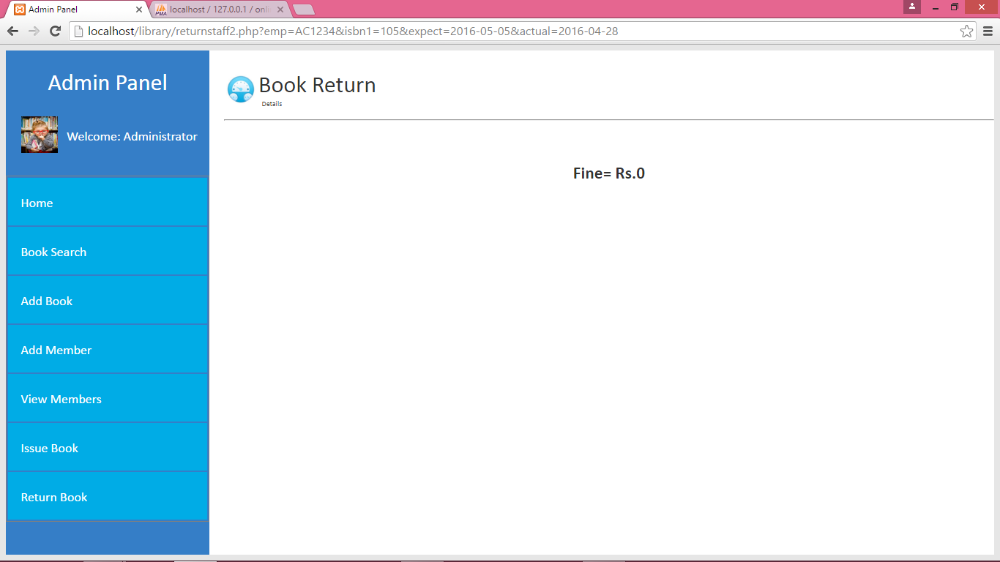 Admin Panel
localhost / 127.0.0.1 / onli
localhost/library/returnstaff2.php?emp=AC1234&isbn1=105&expect=2016-05-05&actual=2016-04-28
Admin Panel
Welcome: Administrator
Home
Book Search
Add Book
Add Member
View Members
Issue Book
Return Book
Book Return
Details
Fine= Rs.0